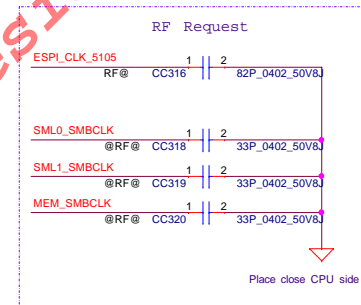 RF Request
ESPI_CLK_5105
1 2
RF@ CC316 82P_0402_50V8J
SML0_SMBCLK
1 2
@RF@ CC318 33P_0402_50V8J
SML1_SMBCLK
1 2
@RF@ CC319 33P_0402_50V8J
MEM_SMBCLK
1 2
@RF@ CC320 33P_0402_50V8J
Place close CPU side